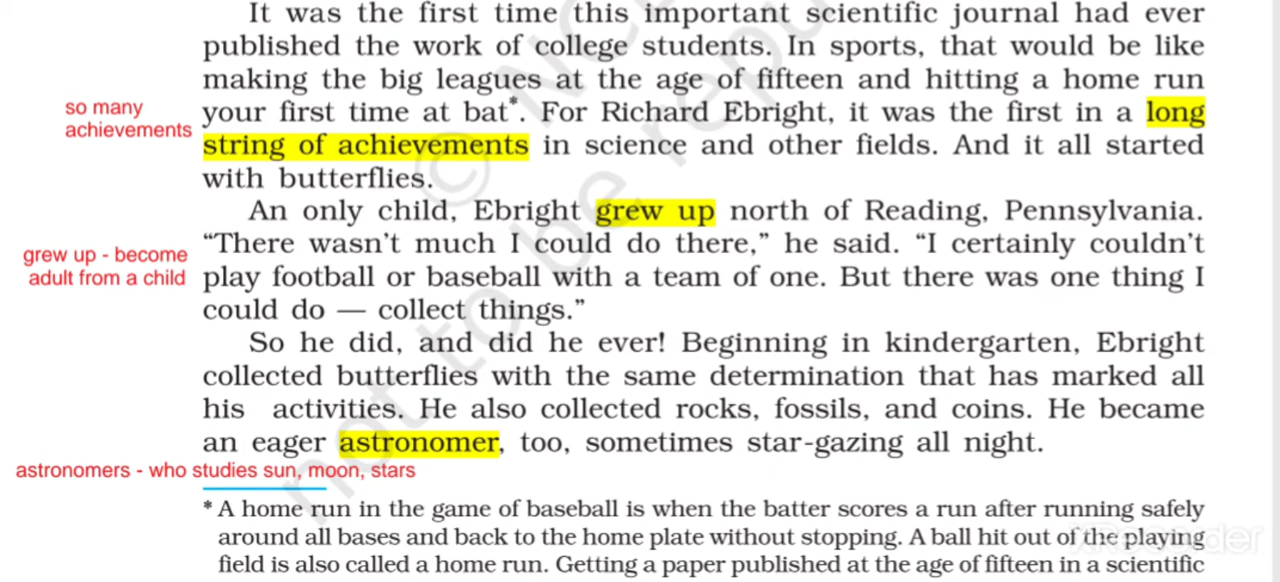 It was the first time this important scientific journal had ever
published the work of college students. In sports, that would be like
making the big leagues at the age of fifteen and hitting a home run
so many
achievements
your first time at bat*. For Richard Ebright, it was the first in a long
string of achievements in science and other fields. And it all started
with butterflies.
An only child, Ebright grew up north of Reading, Pennsylvania.
grew up - become
adult from a child
“There wasn’t much I could do there,” he said. “I certainly couldn’t
play football or baseball with a team of one. But there was one thing I
could do — collect things.”
So he did, and did he ever! Beginning in kindergarten, Ebright
collected butterflies with the same determination that has marked all
his activities. He also collected rocks, fossils, and coins. He became
an eager astronomer, too, sometimes star-gazing all night.
astronomers - who studies sun, moon, stars
* A home run in the game of baseball is when the batter scores a run after running safely
around all bases and back to the home plate without stopping. A ball hit out of the playing
field is also called a home run. Getting a paper published at the age of fifteen in a scientific
© NC
not to be repu
XRecorder